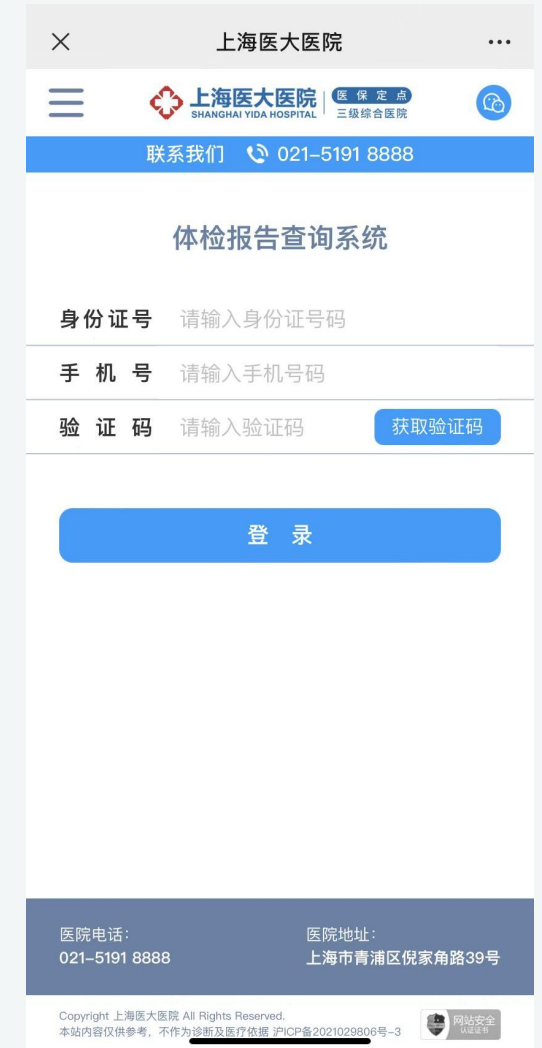 上海医大医院
上海医大医院 医保定点
SHANGHAI YIDA HOSPITAL 三级综合医院
联系我们 021-5191 8888
体检报告查询系统
身份证号 请输入身份证号码
手机号 请输入手机号码
验证码 请输入验证码 获取验证码
登录
医院电话: 医院地址:
021-5191 8888 上海市青浦区倪家角路39号
Copyright 上海医大医院 All Rights Reserved. 网站安全
本站内容仅供参考，不作为诊断及医疗依据 沪ICP备2021029806号-3 认证证书